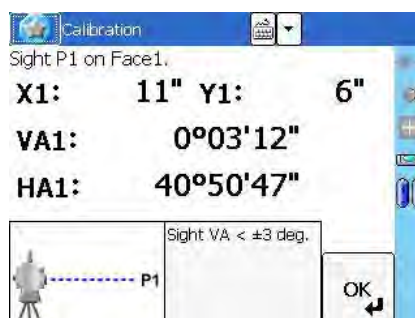 Calibration
Sight P1 on Face1.
X1: 11" Y1: 6"
VA1: 0°03'12"
HA1: 40°50'47"
Sight VA < ±3 deg.
P1
OK